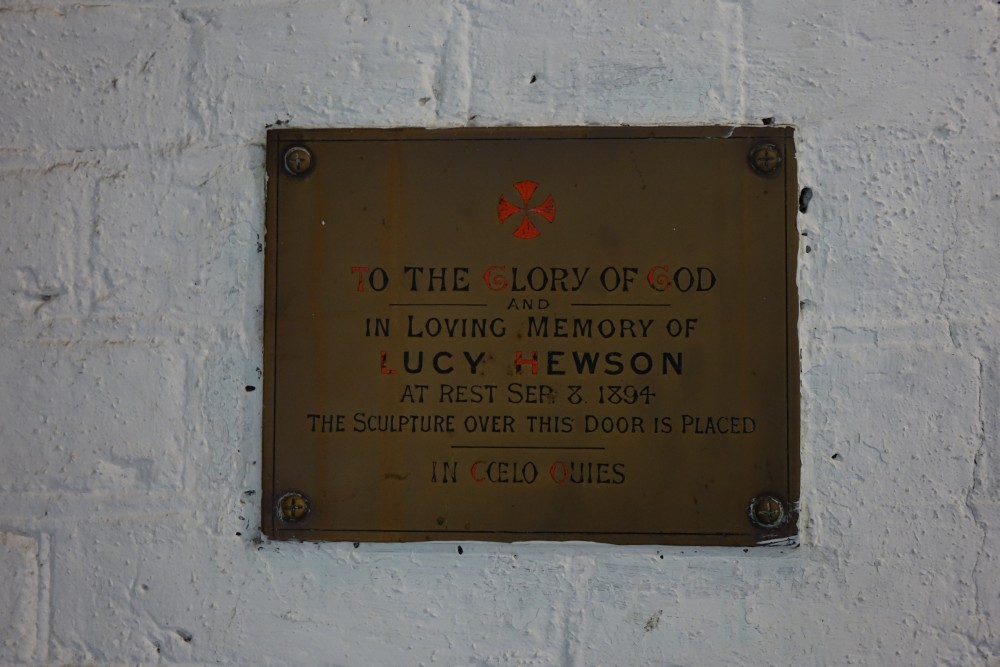 TO THE GLORY OF GOD
AND
IN LOVING MEMORY OF
LUCY HEWSON
AT REST SEP. 8. 1894
THE SCULPTURE OVER THIS DOOR IS PLACED
IN CŒLO QUIES